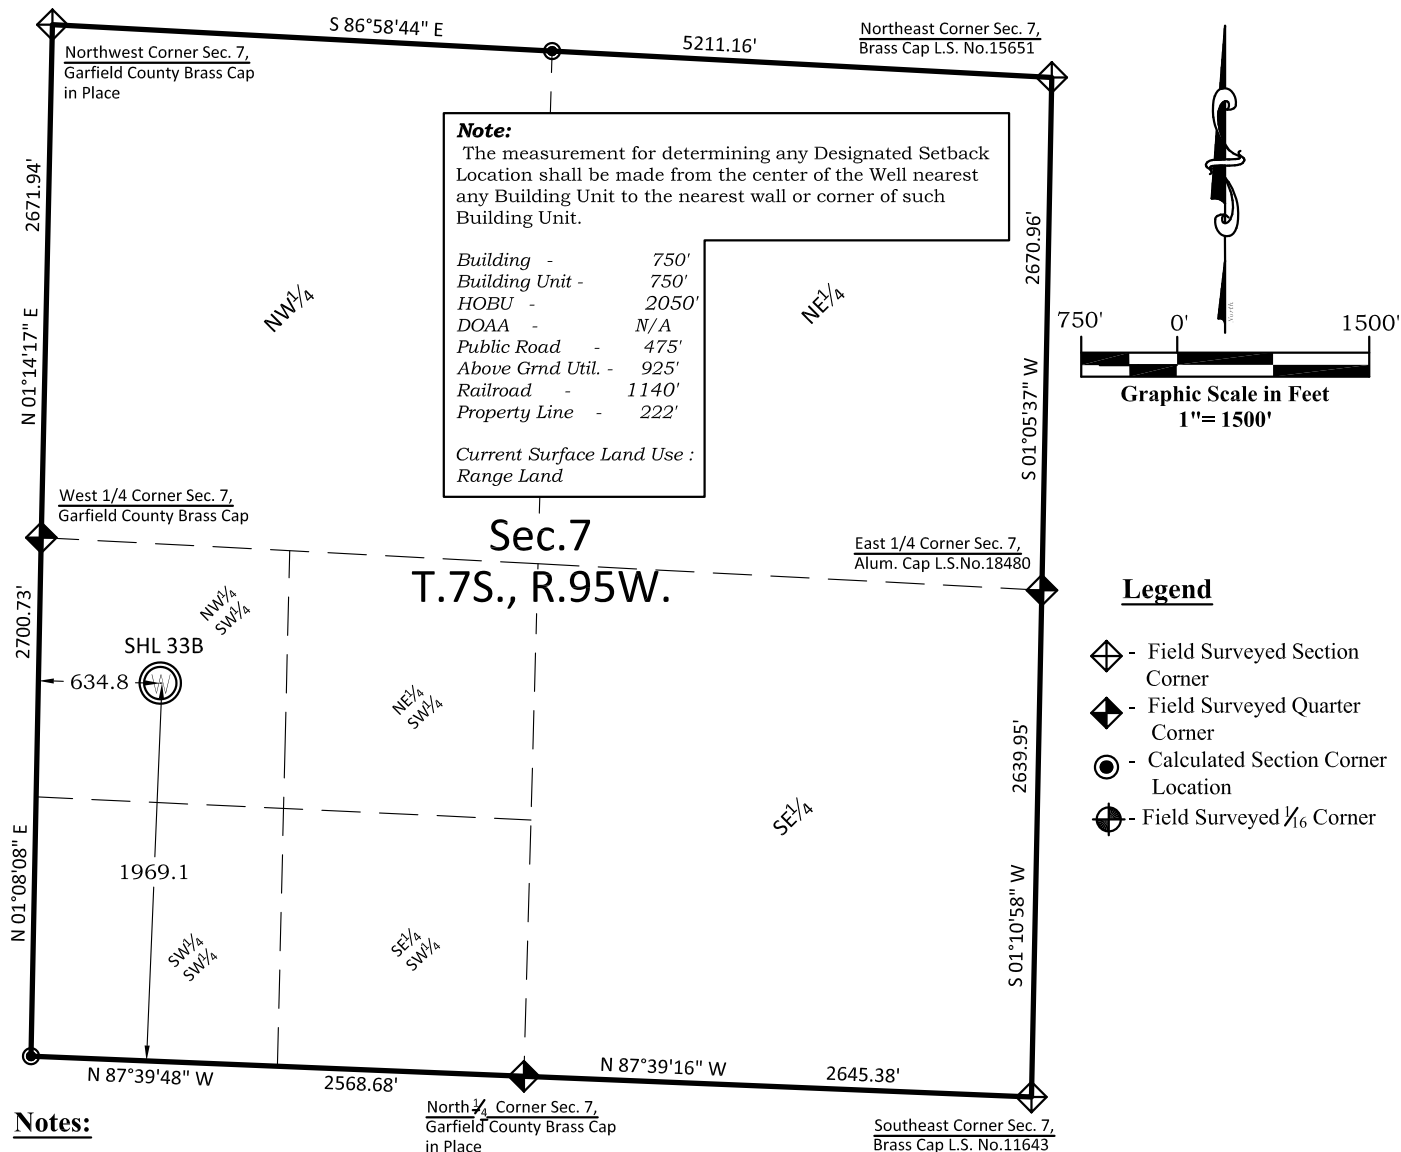 S 86°58'44" E
5211.16'
Northeast Corner Sec. 7,
Brass Cap L.S. No.15651
Northwest Corner Sec. 7,
Garfield County Brass Cap
in Place
Note:
The measurement for determining any Designated Setback
Location shall be made from the center of the Well nearest
any Building Unit to the nearest wall or corner of such
Building Unit.
Building - 750'
Building Unit - 750'
HOBU - 2050'
DOAA - N/A
Public Road - 475'
Above Grnd Util. - 925'
Railroad - 1140'
Property Line - 222'
Current Surface Land Use :
Range Land
2671.94'
N 01°14'17" E
NW1/4
NE1/4
2670.96'
S 01°05'37" W
North
750' 0' 1500'
Graphic Scale in Feet
1"= 1500'
West 1/4 Corner Sec. 7,
Garfield County Brass Cap
Sec.7
T.7S., R.95W.
East 1/4 Corner Sec. 7,
Alum. Cap L.S.No.18480
Legend
- Field Surveyed Section
Corner
- Field Surveyed Quarter
Corner
- Calculated Section Corner
Location
- Field Surveyed 1/16 Corner
2700.73'
N 01°08'08" E
NW1/4
SW1/4
SHL 33B
W
634.8
NE1/4
SW1/4
1969.1
SW1/4
SW1/4
SE1/4
SW1/4
SE1/4
2639.95'
S 01°10'58" W
N 87°39'48" W
2568.68'
N 87°39'16" W
2645.38'
North 1/4 Corner Sec. 7,
Garfield County Brass Cap
in Place
Southeast Corner Sec. 7,
Brass Cap L.S. No.11643
Notes: